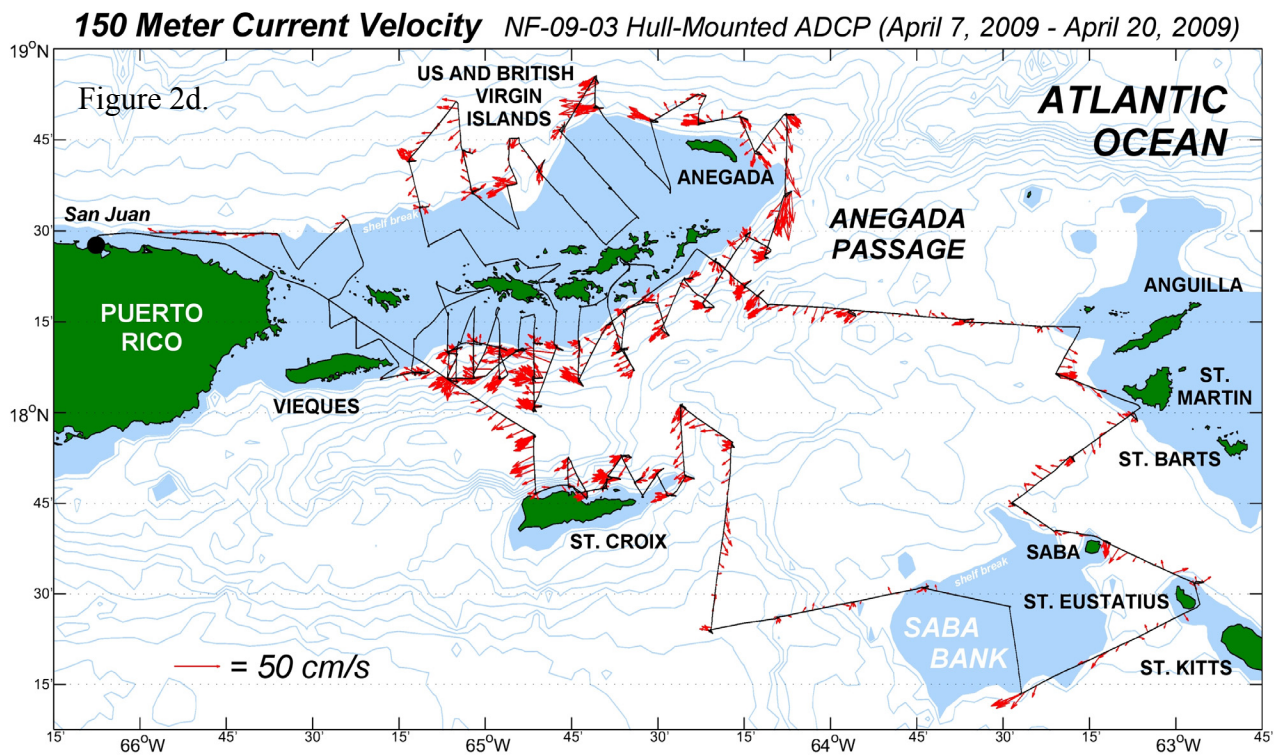 150 Meter Current Velocity NF-09-03 Hull-Mounted ADCP (April 7, 2009 - April 20, 2009)
19°N
Figure 2d.
US AND BRITISH
VIRGIN
ISLANDS
ATLANTIC
OCEAN
45'
ANEGADA
San Juan
shelf break
30'
ANEGADA
PASSAGE
ANGUILLA
PUERTO
RICO
15'
ST.
MARTIN
VIEQUES
18°N
ST. BARTS
45'
ST. CROIX
SABA
shelf break
30'
ST. EUSTATIUS
SABA
BANK
= 50 cm/s
ST. KITTS
15'
15' 66°W 45' 30' 15' 65°W 45' 30' 15' 64°W 45' 30' 15' 63°W 45'